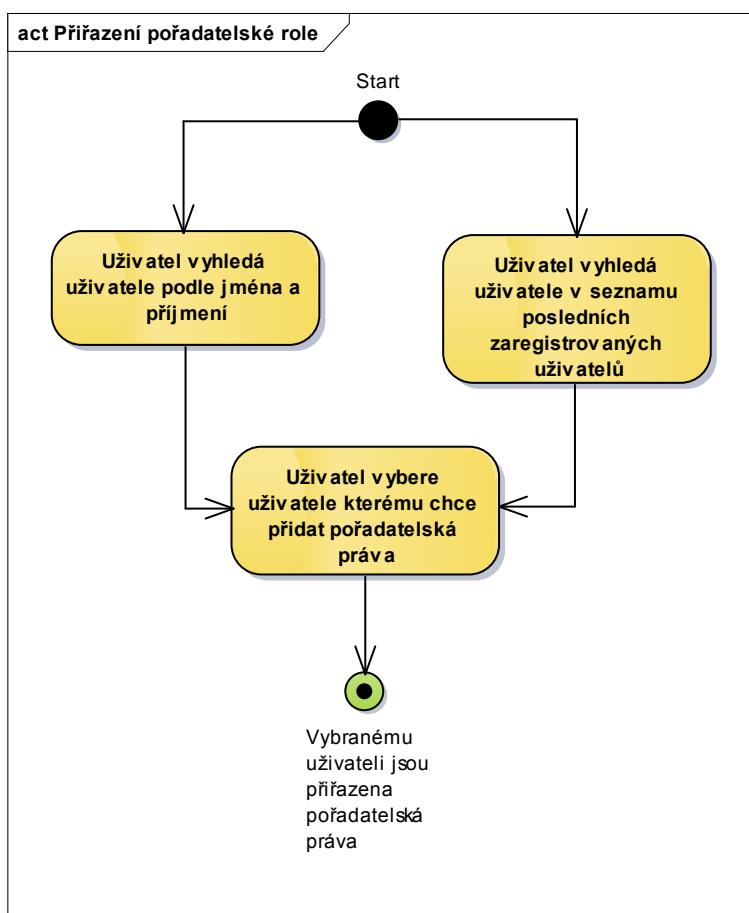 act Přiřazení pořadatelské role
Start
Uživatel vyhledá
uživatele podle jména a
příjmení
Uživatel vyhledá
uživatele v seznamu
posledních
zaregistrovaných
uživatelů
Uživatel vybere
uživatele kterému chce
přidat pořadatelská
práva
Vybranému
uživateli jsou
přiřazena
pořadatelská
práva